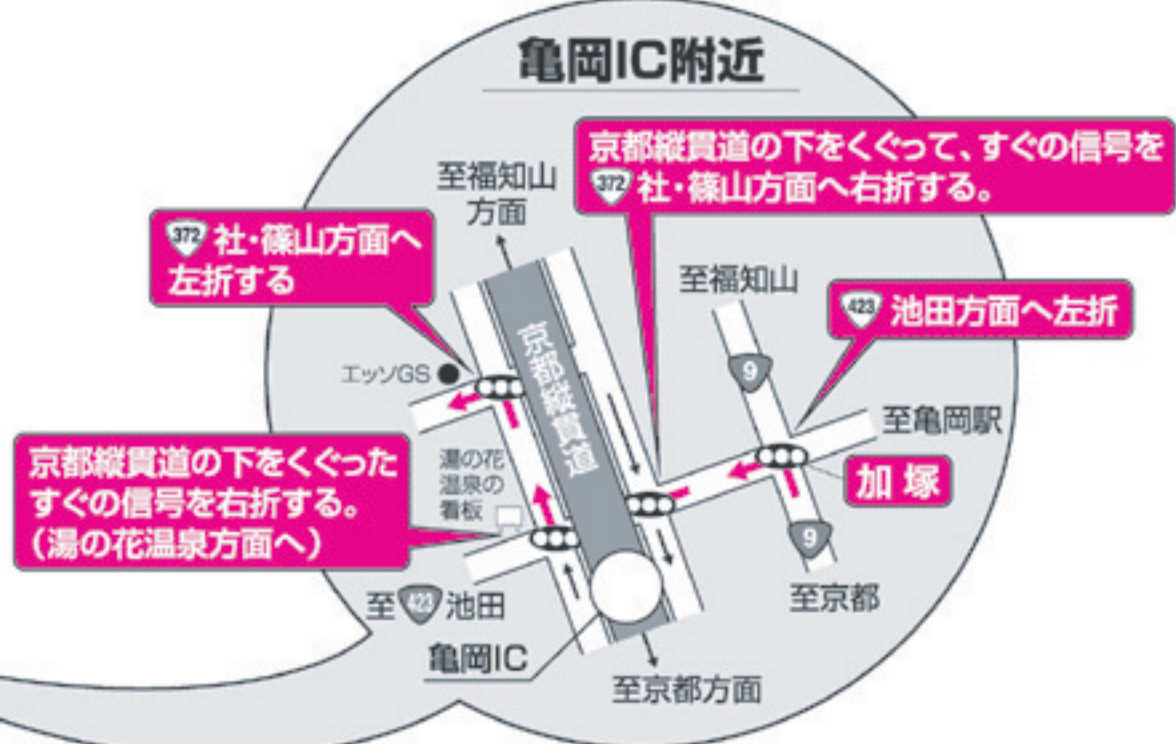 亀岡IC附近
京都縦貫道の下をくぐって、すぐの信号を
372 社・篠山方面へ右折する。
至福知山
方面
372 社・篠山方面へ
左折する
至福知山
423 池田方面へ左折
京都縦貫道
エッソGS
9
至亀岡駅
京都縦貫道の下をくぐった
すぐの信号を右折する。
(湯の花温泉方面へ)
湯の花
温泉の
看板
加塚
9
至京都
至 423 池田
亀岡IC
至京都方面